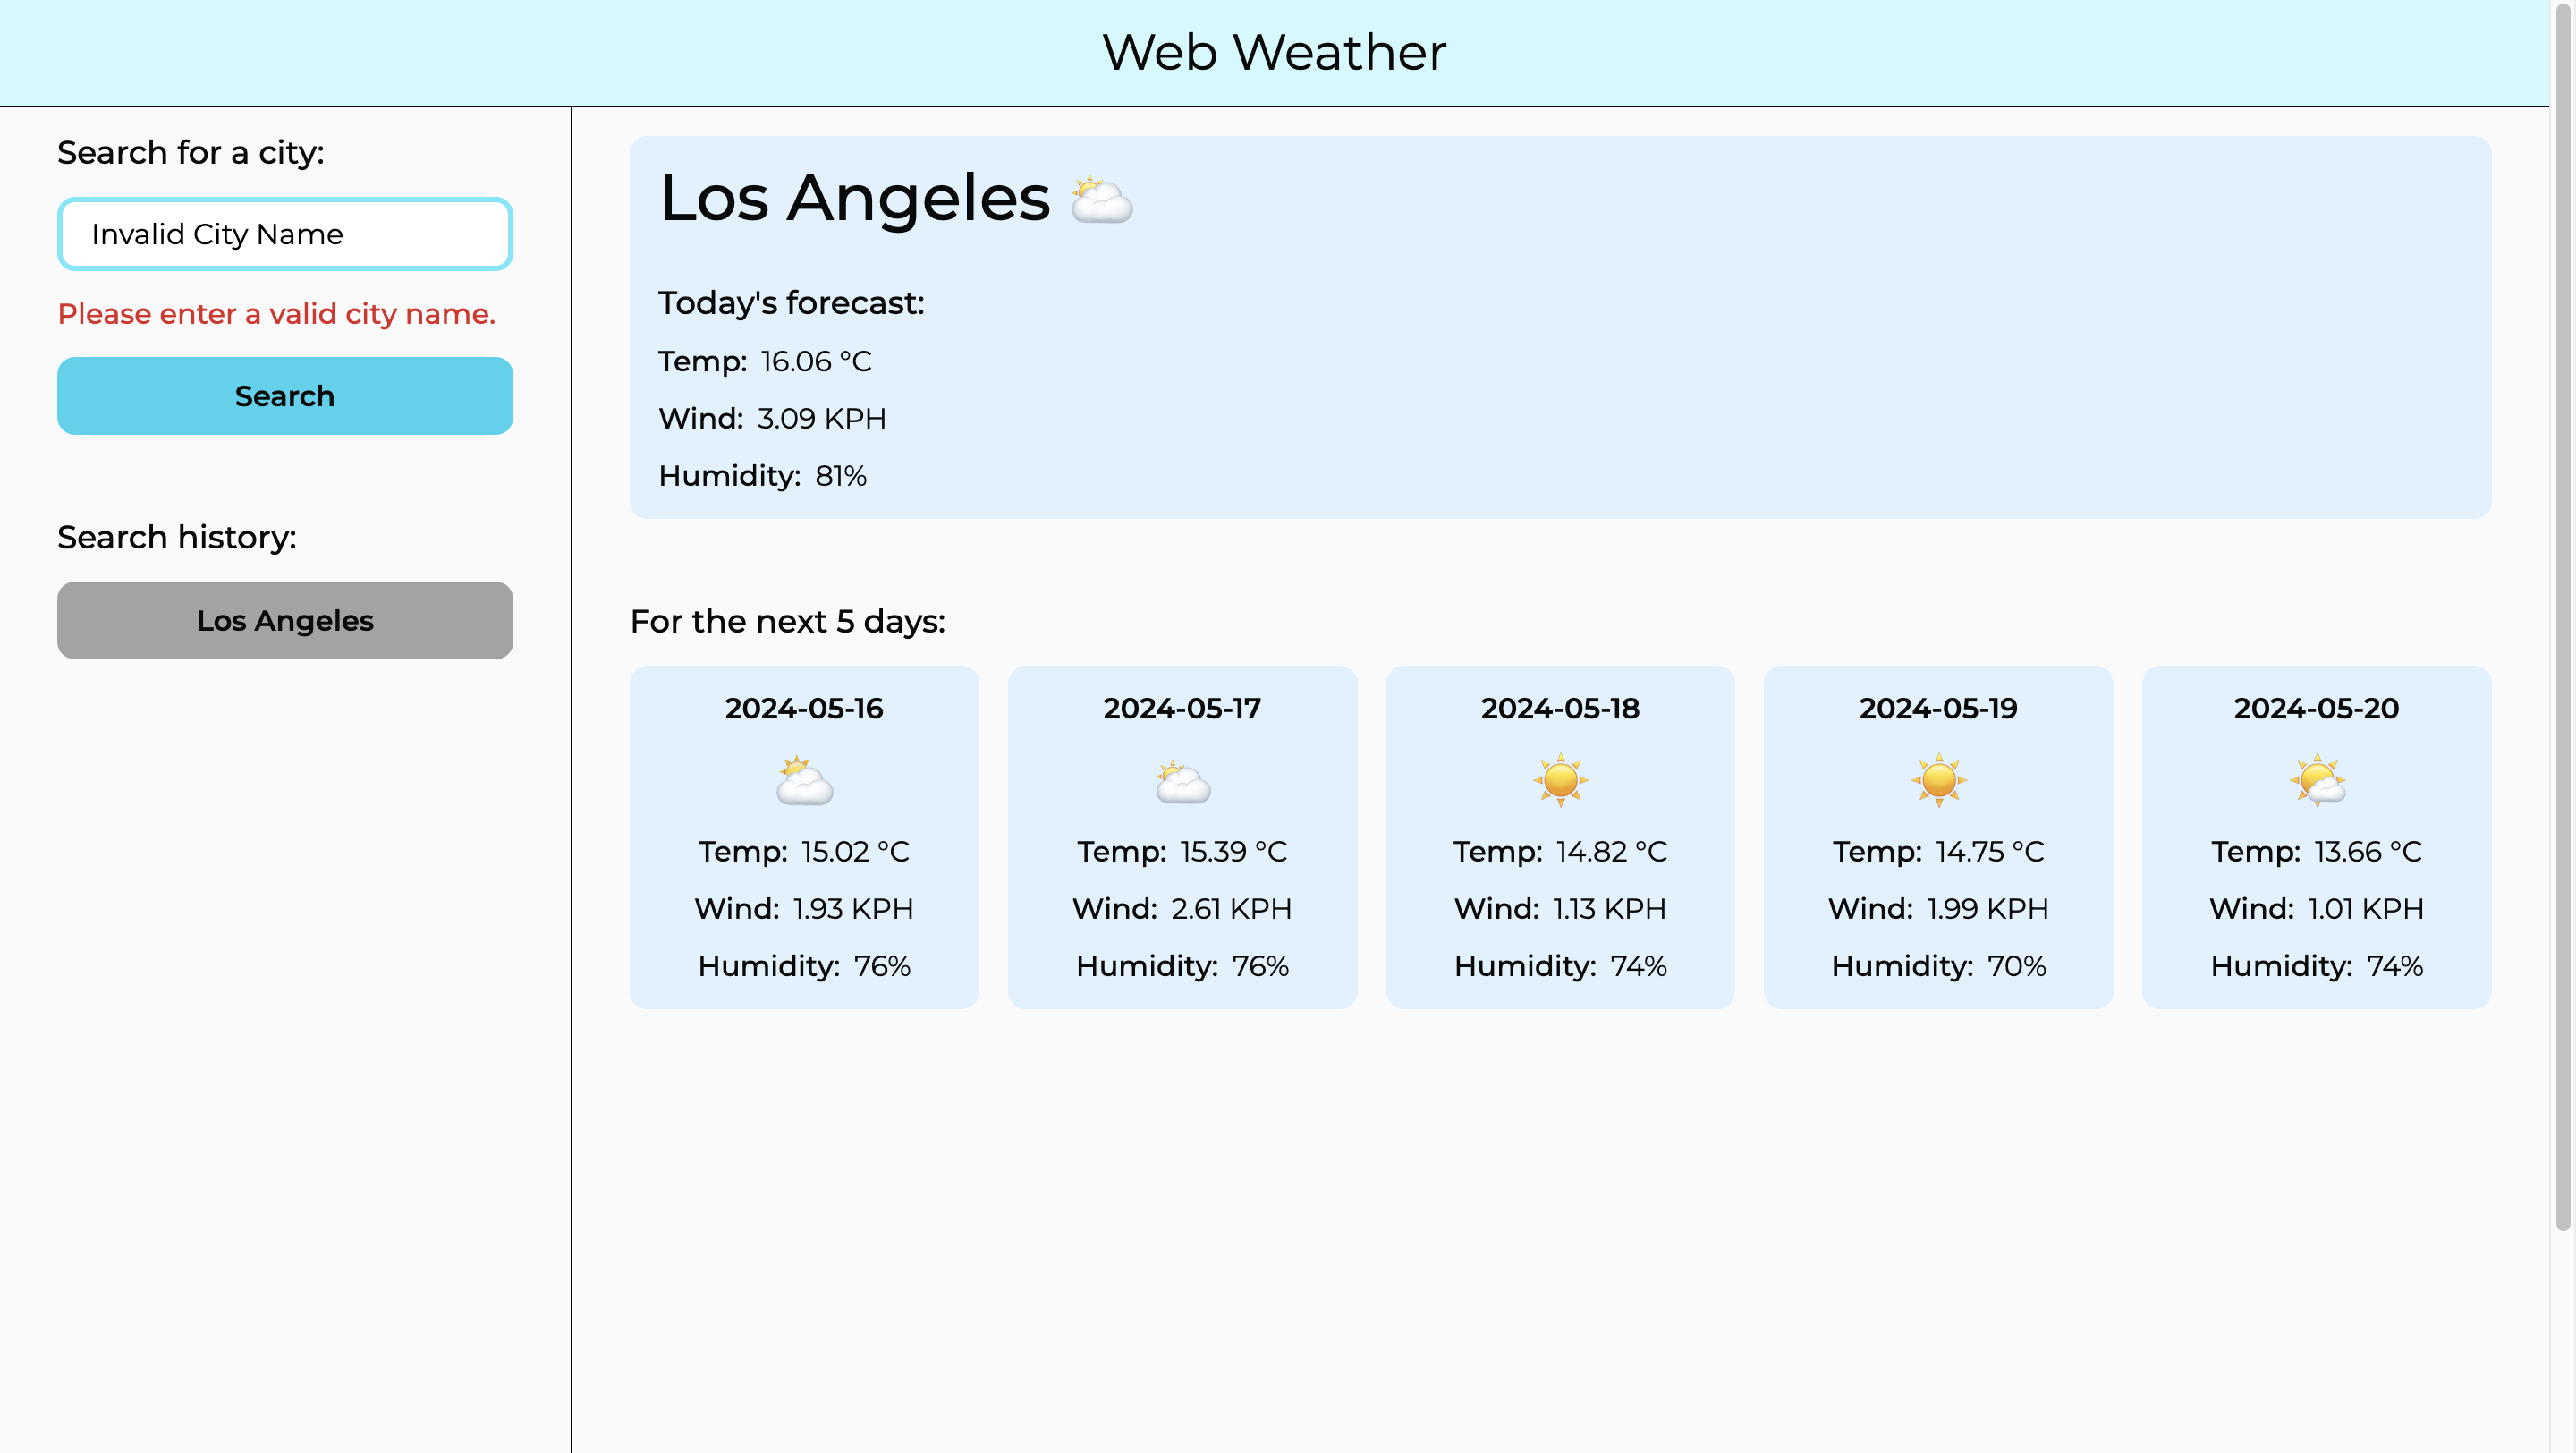 Web Weather
Search for a city:
Invalid City Name
Please enter a valid city name.
Search
Search history:
Los Angeles
Los Angeles
Today's forecast:
Temp: 16.06 °C
Wind: 3.09 KPH
Humidity: 81%
For the next 5 days:
2024-05-16
Temp: 15.02 °C
Wind: 1.93 KPH
Humidity: 76%
2024-05-17
Temp: 15.39 °C
Wind: 2.61 KPH
Humidity: 76%
2024-05-18
Temp: 14.82 °C
Wind: 1.13 KPH
Humidity: 74%
2024-05-19
Temp: 14.75 °C
Wind: 1.99 KPH
Humidity: 70%
2024-05-20
Temp: 13.66 °C
Wind: 1.01 KPH
Humidity: 74%